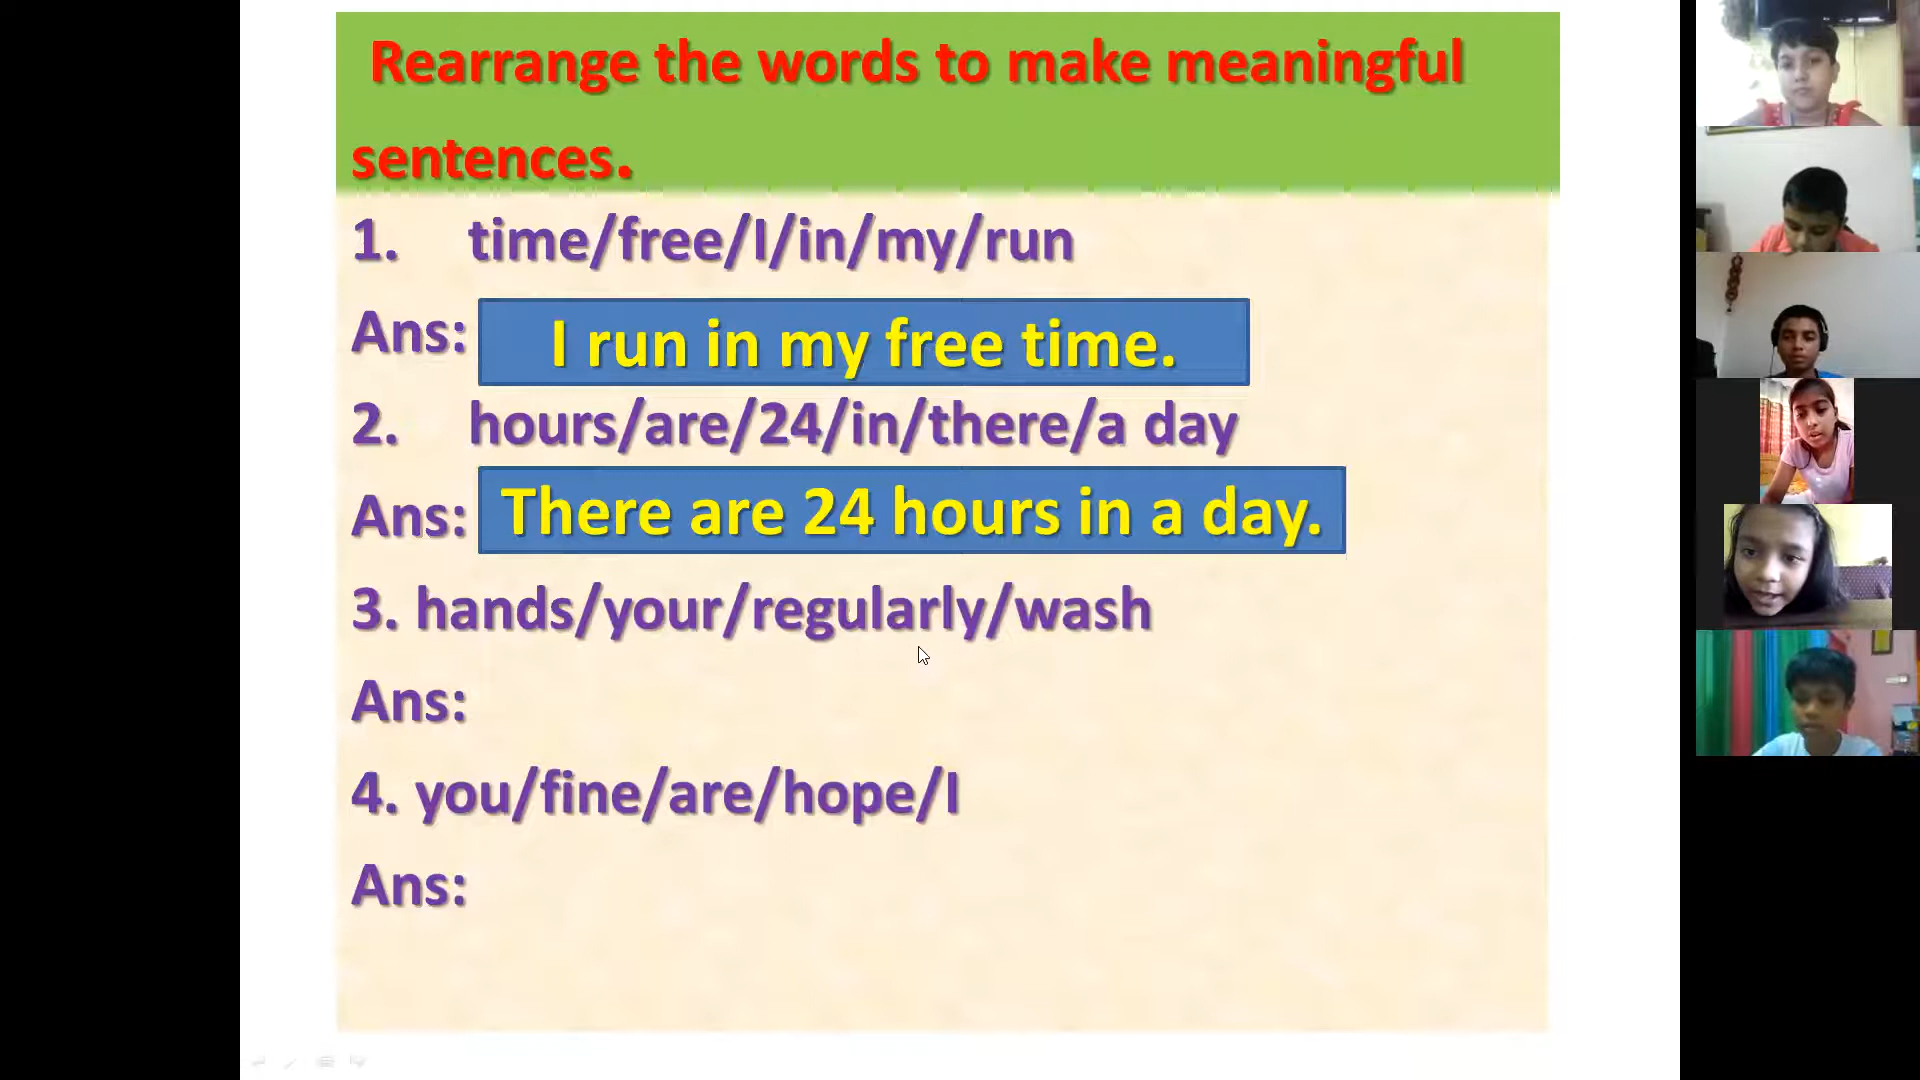 Rearrange the words to make meaningful
sentences.
1. time/free/I/in/my/run
Ans: I run in my free time.
2. hours/are/24/in/there/a day
Ans: There are 24 hours in a day.
3. hands/your/regularly/wash
Ans:
4. you/fine/are/hope/I
Ans: